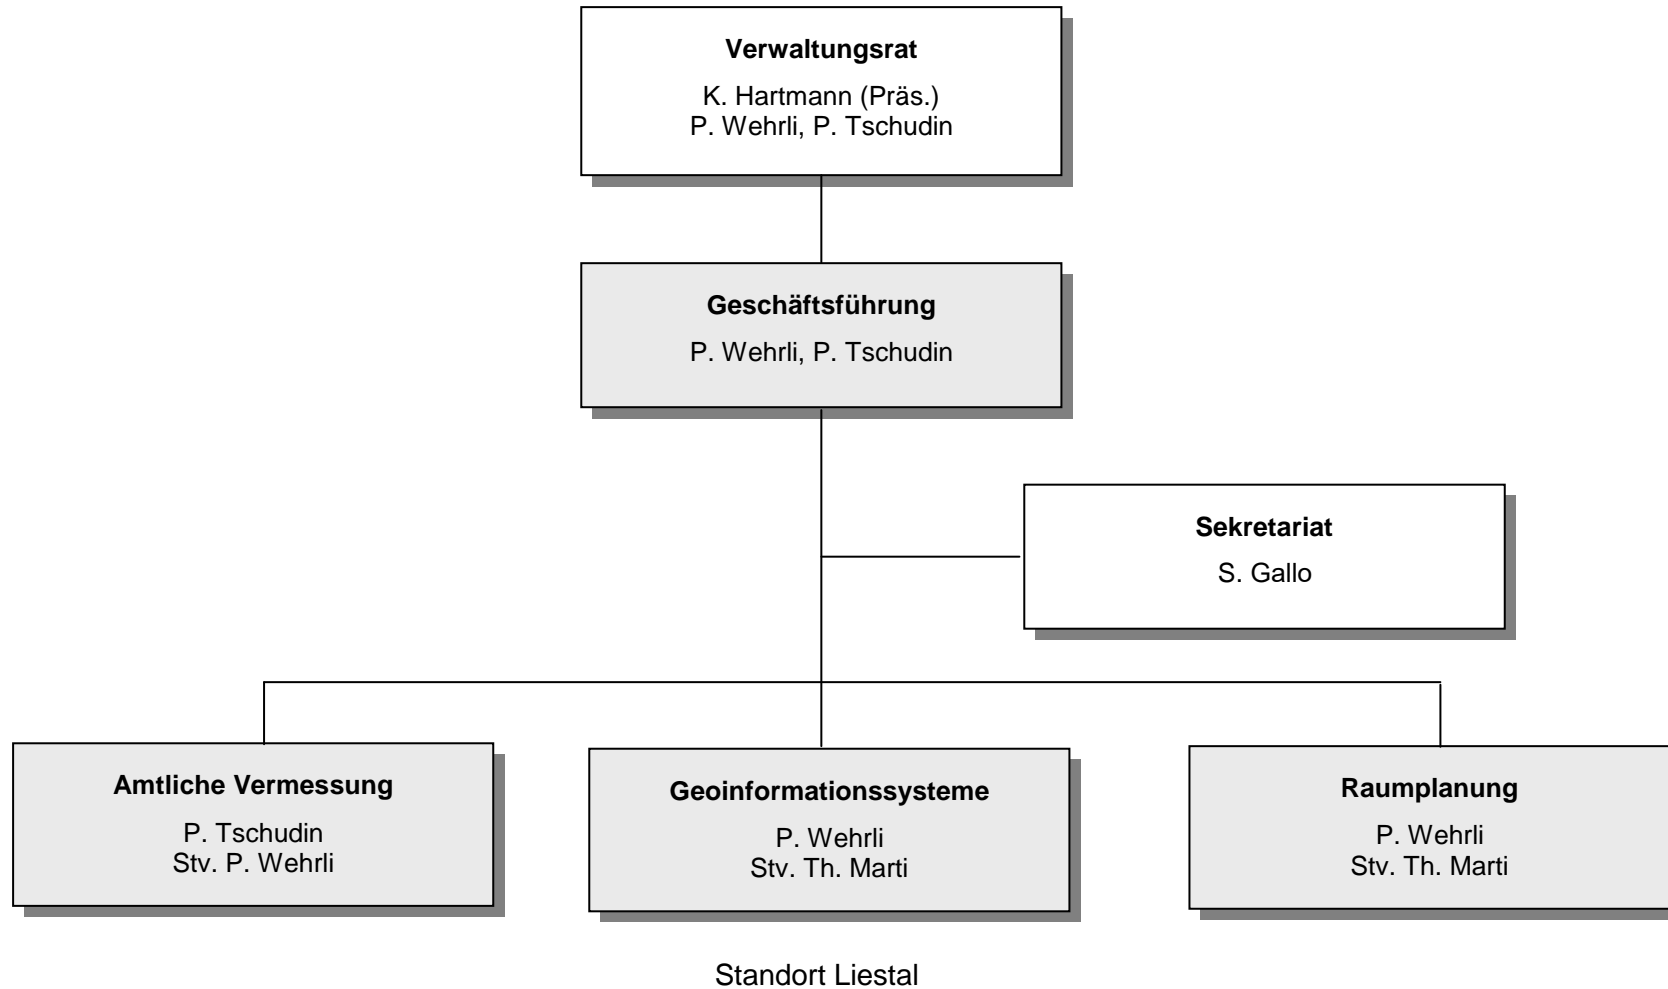 Verwaltungsrat
K. Hartmann (Präs.)
P. Wehrli, P. Tschudin
Geschäftsführung
P. Wehrli, P. Tschudin
Sekretariat
S. Gallo
Amtliche Vermessung
P. Tschudin
Stv. P. Wehrli
Geoinformationssysteme
P. Wehrli
Stv. Th. Marti
Raumplanung
P. Wehrli
Stv. Th. Marti
Standort Liestal